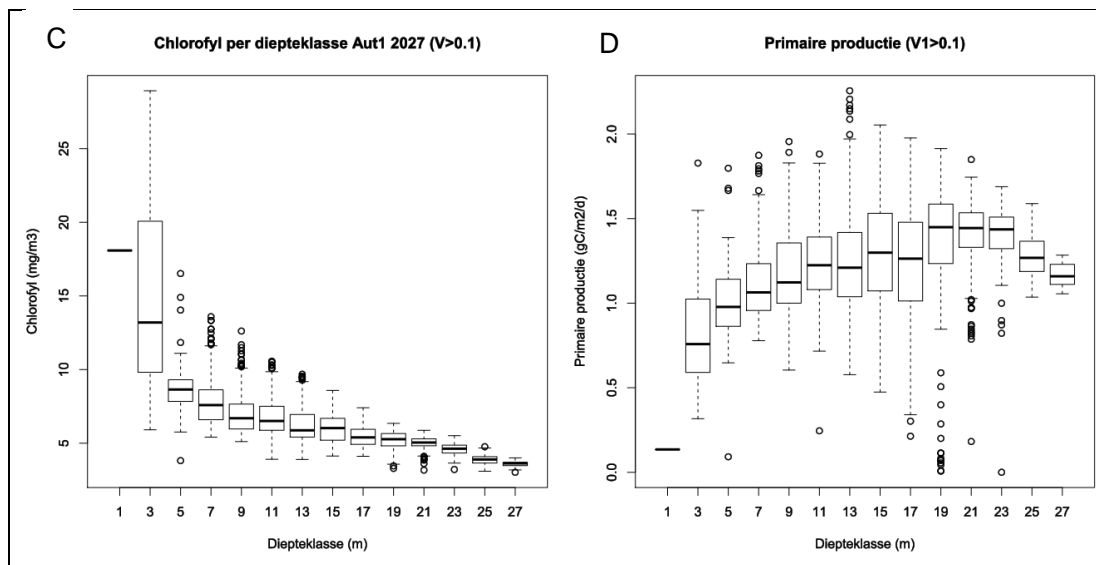 C
Chlorofyl per diepteklasse Aut1 2027 (V>0.1)
Chlorofyl (mg/m3)
25
20
15
10
5
1 3 5 7 9 11 13 15 17 19 21 23 25 27
Diepteklasse (m)
D
Primaire productie (V1>0.1)
Primaire productie (gC/m2/d)
2.0
1.5
1.0
0.5
0.0
1 3 5 7 9 11 13 15 17 19 21 23 25 27
Diepteklasse (m)